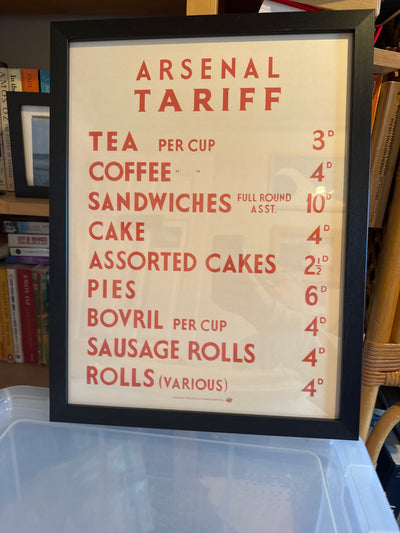 ARSENAL
TARIFF
TEA PER CUP 3D
COFFEE " " 4D
SANDWICHES FULL ROUND ASST. 10D
CAKE 4D
ASSORTED CAKES 2½D
PIES 6D
BOVRIL PER CUP 4D
SAUSAGE ROLLS 4D
ROLLS (VARIOUS) 4D